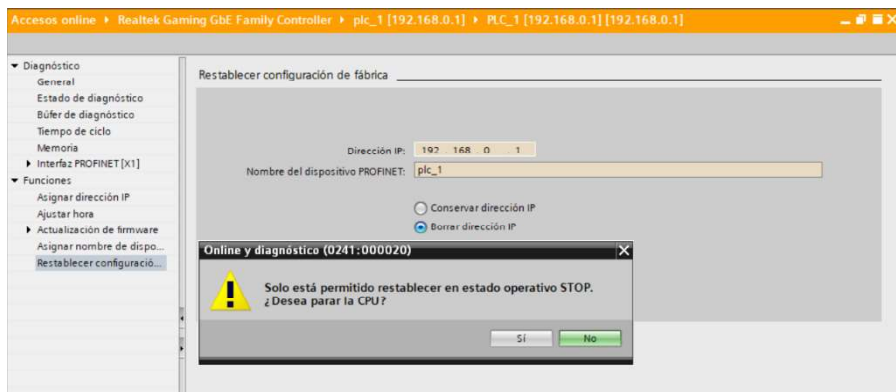 Accesos online ▸ Realtek Gaming GbE Family Controller ▸ plc_1 [192.168.0.1] ▸ PLC_1 [192.168.0.1] [192.168.0.1]
Diagnóstico
General
Estado de diagnóstico
Búfer de diagnóstico
Tiempo de ciclo
Memoria
Interfaz PROFINET [X1]
Funciones
Asignar dirección IP
Ajustar hora
Actualización de firmware
Asignar nombre de dispo...
Restablecer configuració...
Restablecer configuración de fábrica
Dirección IP: 192 . 168 . 0 . 1
Nombre del dispositivo PROFINET: plc_1
Conservar dirección IP
Borrar dirección IP
Online y diagnóstico (0241:000020)
Solo está permitido restablecer en estado operativo STOP.
¿Desea parar la CPU?
Sí No